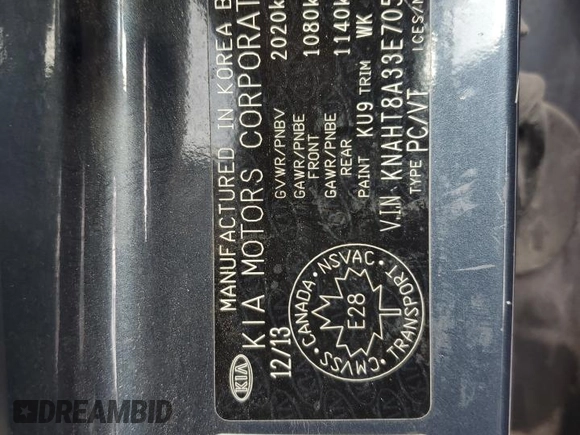 MANUFACTURED IN KOREA B
KIA KIA MOTORS CORPORAT
12/13
GVWR/PNBV 2020k
GAWR/PNBE FRONT 1080k
GAWR/PNBE REAR 1140k
PAINT KU9 TRIM WK
V.I.N KNAHT8A33E705
TYPE PC/VT ICES/N
CANADA · NSVAC · TRANSPORT · CMVSS
E28
DREAMBID